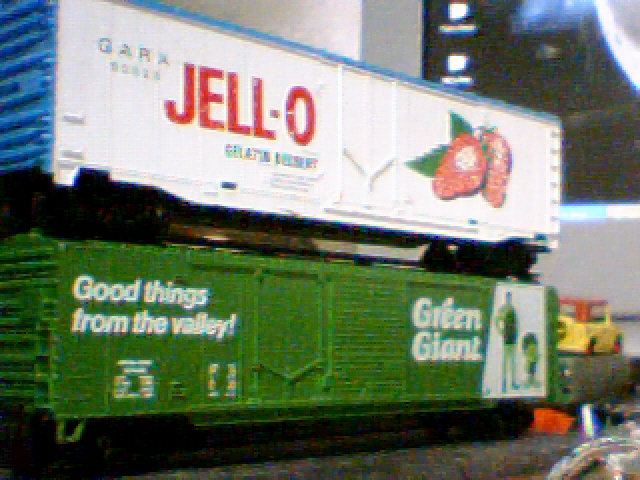 GARX
JELL-O
GELATIN DESSERT
Good things
from the valley!
Green
Giant